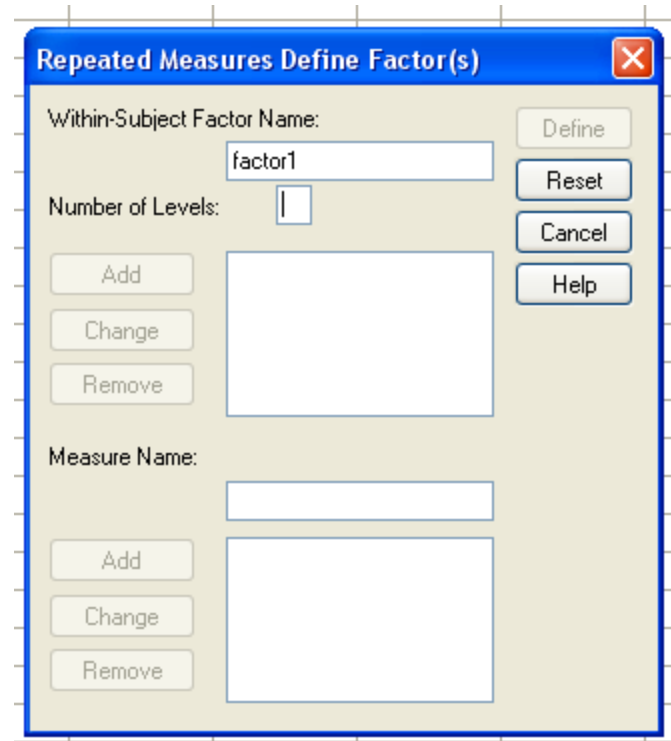 Repeated Measures Define Factor(s)
Within-Subject Factor Name:
Define
factor1
Reset
Number of Levels:
Cancel
Add
Help
Change
Remove
Measure Name:
Add
Change
Remove